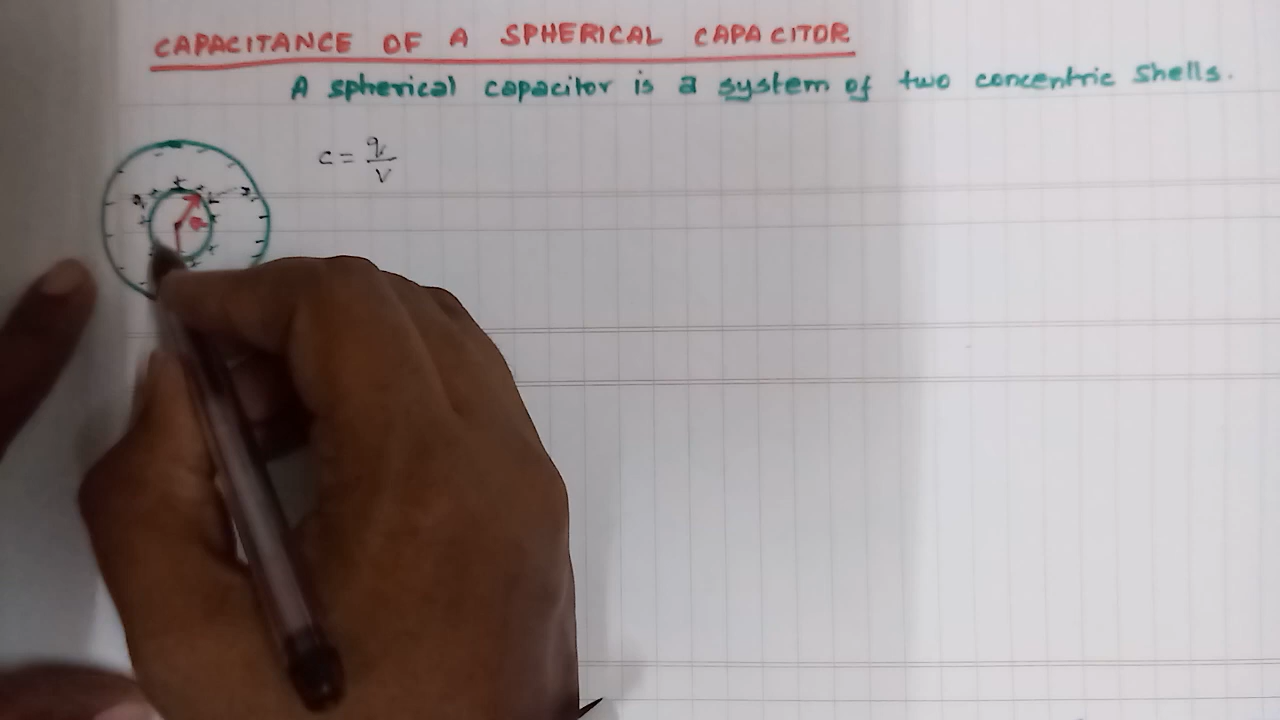 CAPACITANCE OF A SPHERICAL CAPACITOR
A spherical capacitor is a system of two concentric shells.
C = q/V
a